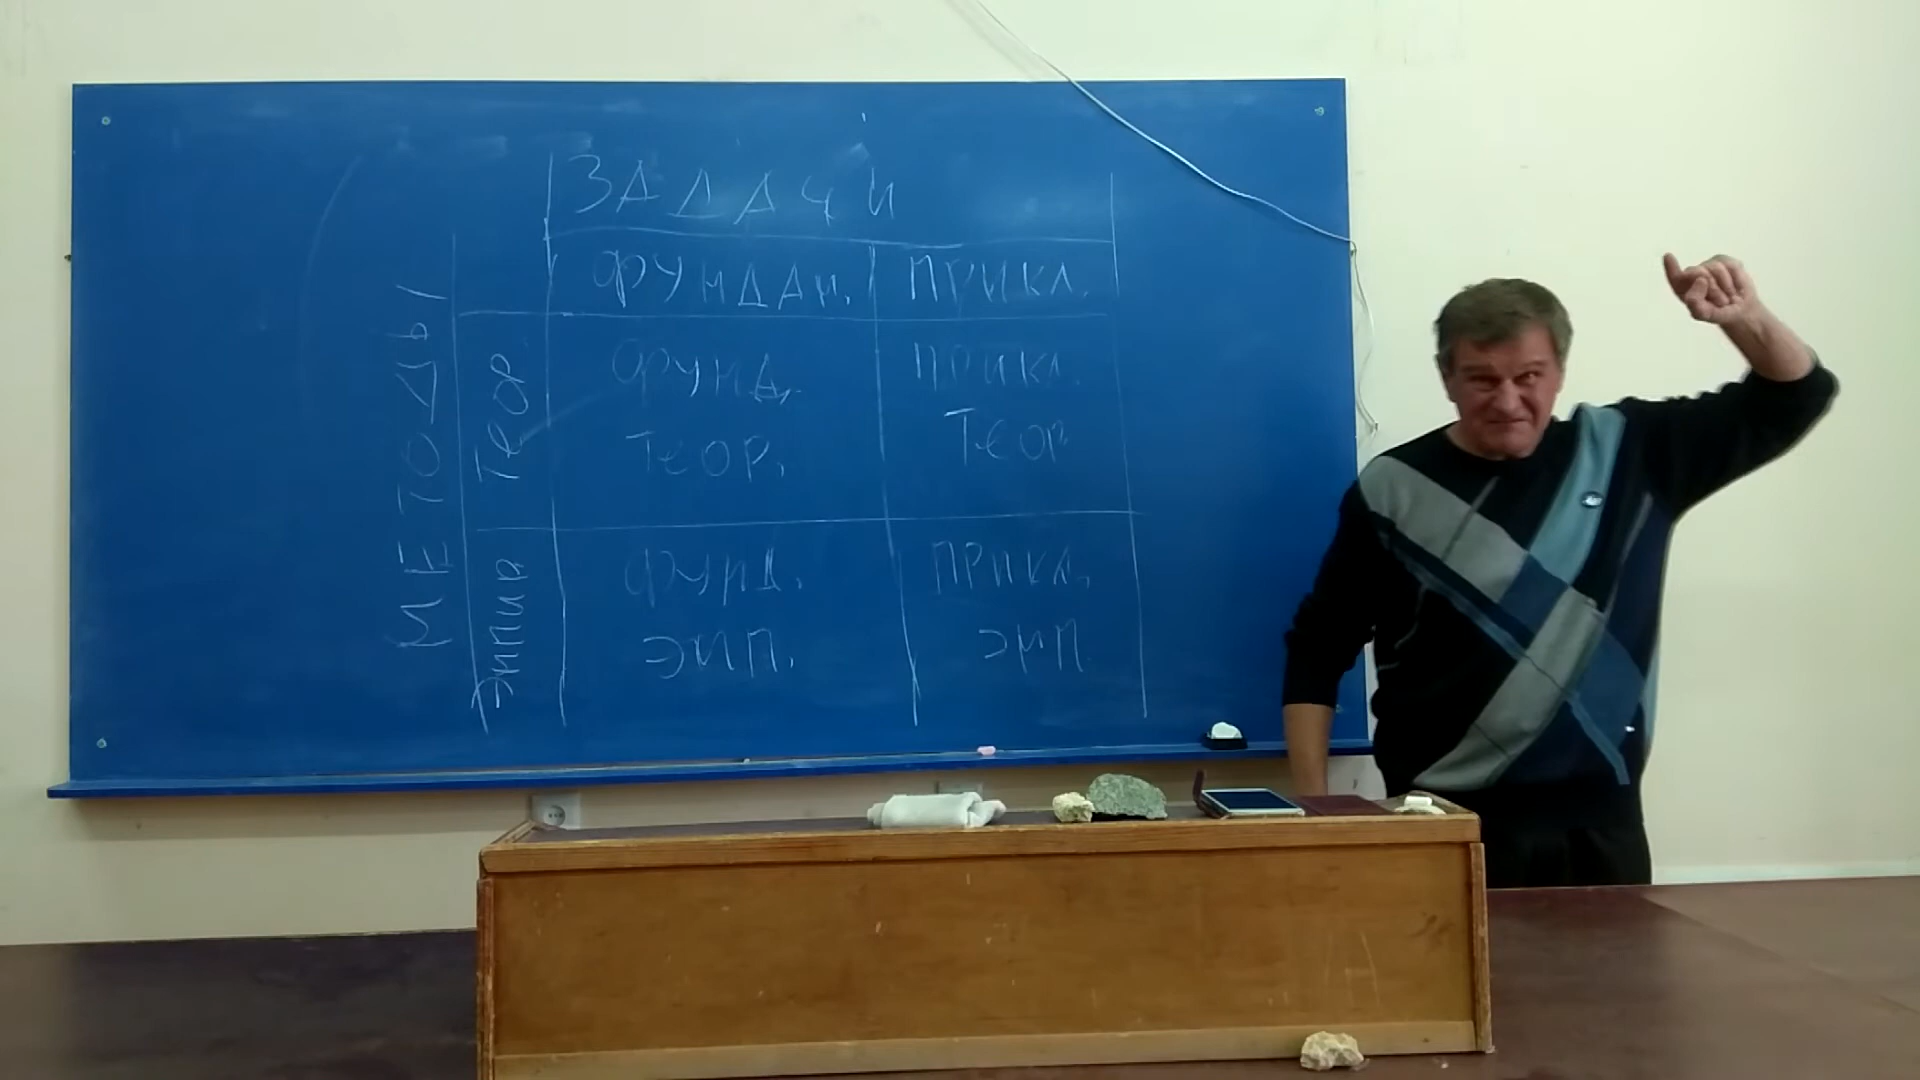 ЗАДАЧИ
ФУНДАМ. ПРИКЛ.
МЕТОДЫ
ТЕОР
ФУНД. ПРИКЛ.
ТЕОР. ТЕОР
ЭМПИР
ФУНД. ПРИКЛ.
ЭМП. ЭМП